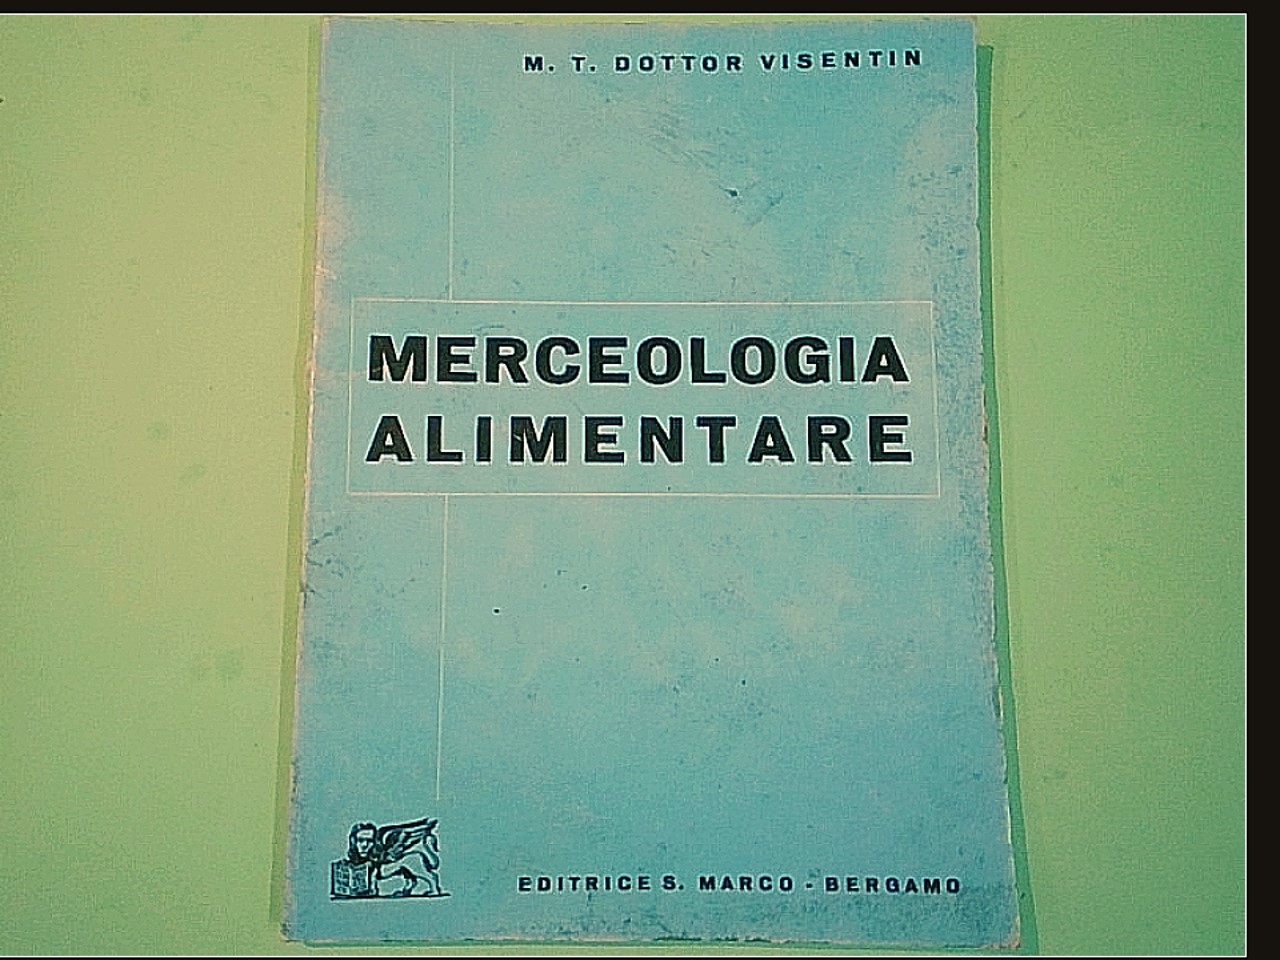 M. T. DOTTOR VISENTIN
MERCEOLOGIA
ALIMENTARE
EDITRICE S. MARCO - BERGAMO